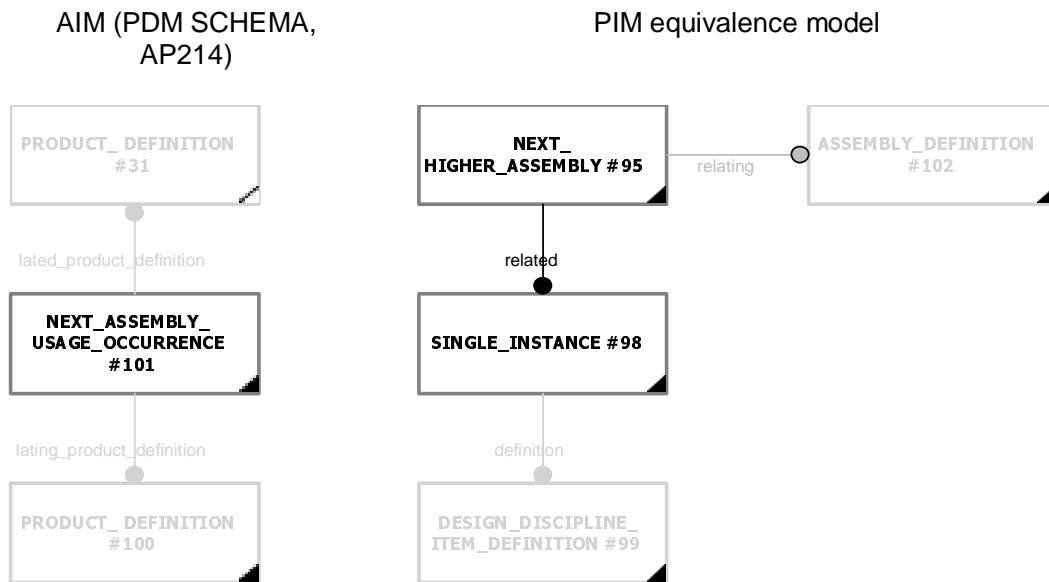 AIM (PDM SCHEMA,
AP214)
PIM equivalence model
PRODUCT_ DEFINITION
#31
NEXT_
HIGHER_ASSEMBLY #95
relating
ASSEMBLY_DEFINITION
#102
lated_product_definition
related
NEXT_ASSEMBLY_
USAGE_OCCURRENCE
#101
SINGLE_INSTANCE #98
lating_product_definition
definition
PRODUCT_ DEFINITION
#100
DESIGN_DISCIPLINE_
ITEM_DEFINITION #99